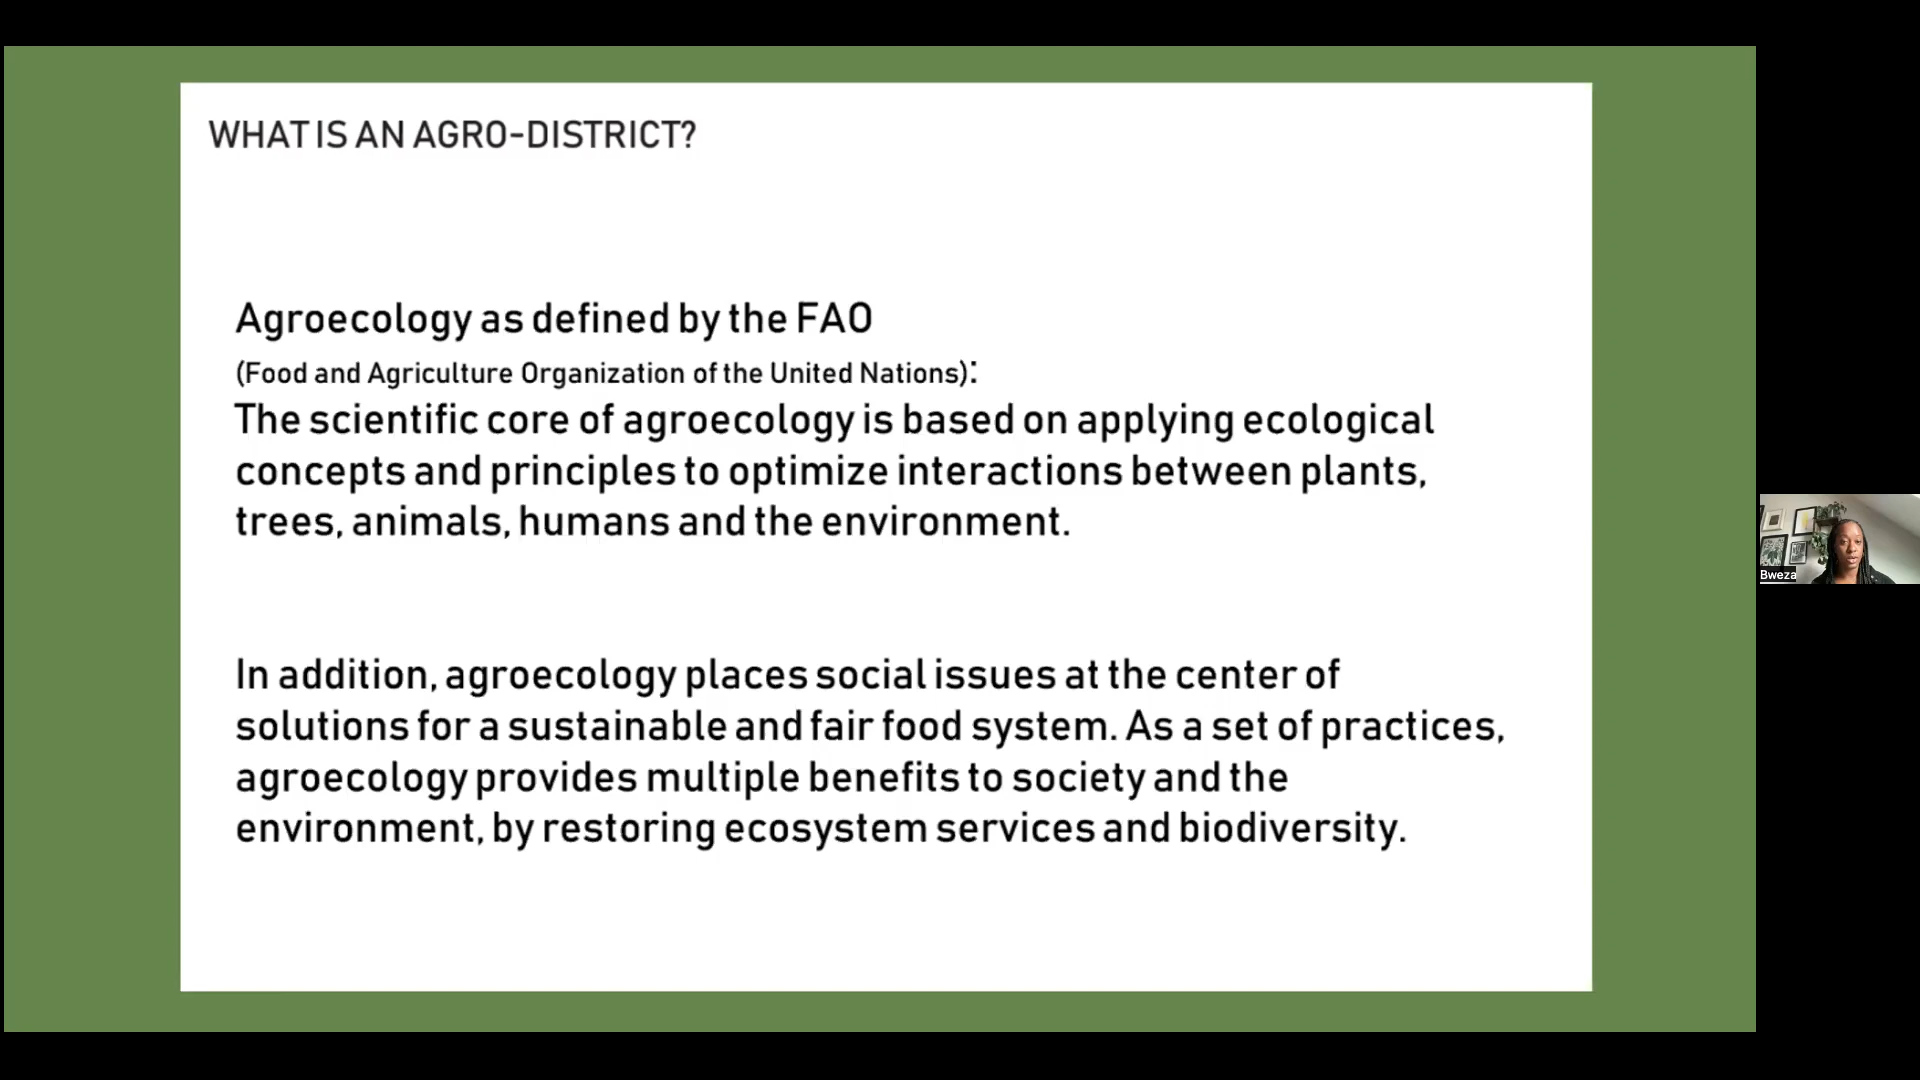 WHAT IS AN AGRO-DISTRICT?
Agroecology as defined by the FAO
(Food and Agriculture Organization of the United Nations):
The scientific core of agroecology is based on applying ecological
concepts and principles to optimize interactions between plants,
trees, animals, humans and the environment.
In addition, agroecology places social issues at the center of
solutions for a sustainable and fair food system. As a set of practices,
agroecology provides multiple benefits to society and the
environment, by restoring ecosystem services and biodiversity.
Bweza